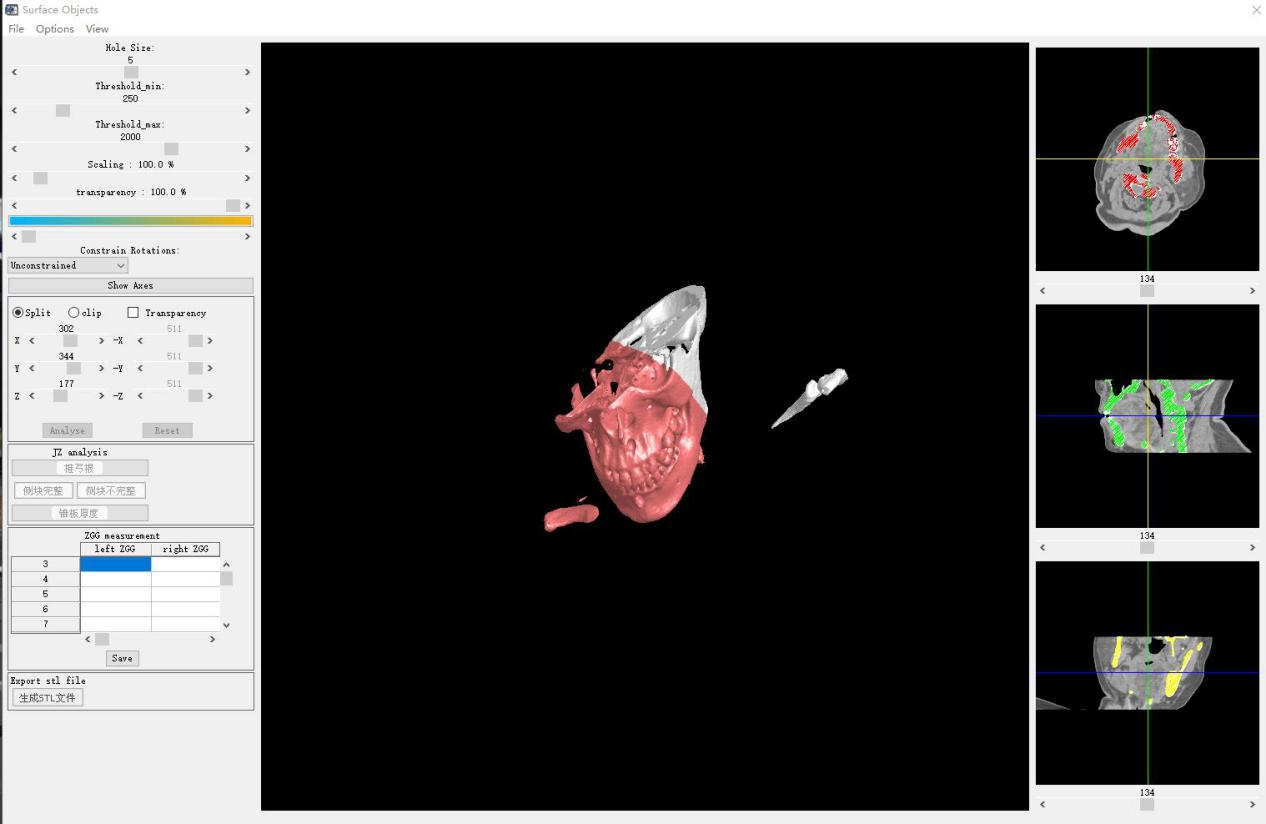 Surface Objects
File Options View
Hole Size:
5
Threshold_min:
250
Threshold_max:
2000
Scaling : 100.0 %
transparency : 100.0 %
Constrain Rotations:
Unconstrained
Show Axes
Split clip Transparency
302 511
X -X
344 511
Y -Y
177 511
Z -Z
Analyse Reset
JZ analysis
椎弓根
侧块完整 侧块不完整
锥板厚度
ZGG measurement
left ZGG right ZGG
3
4
5
6
7
Save
Export stl file
生成STL文件
134
134
134